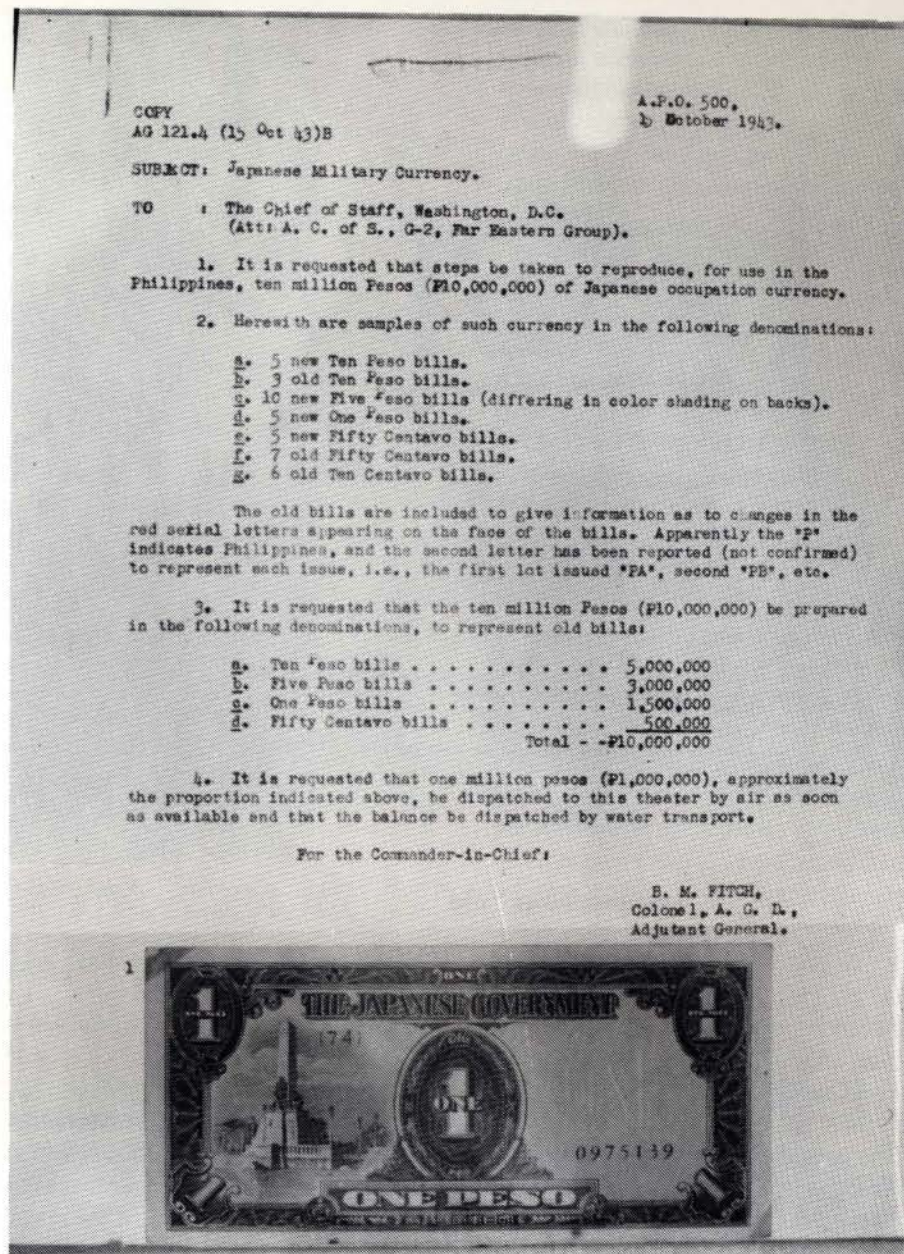 A.P.O. 500.
COPY
15 October 1943.
AG 121.4 (15 Oct 43)B
SUBJECT: Japanese Military Currency.
TO : The Chief of Staff, Washington, D.C.
(Att: A. C. of S., G-2, Far Eastern Group).
1. It is requested that steps be taken to reproduce, for use in the
Philippines, ten million Pesos (₱10,000,000) of Japanese occupation currency.
2. Herewith are samples of such currency in the following denominations:
a. 5 new Ten Peso bills.
b. 3 old Ten Peso bills.
c. 10 new Five Peso bills (differing in color shading on backs).
d. 5 new One Peso bills.
e. 5 new Fifty Centavo bills.
f. 7 old Fifty Centavo bills.
g. 6 old Ten Centavo bills.
The old bills are included to give information as to changes in the
red serial letters appearing on the face of the bills. Apparently the "P"
indicates Philippines, and the second letter has been reported (not confirmed)
to represent each issue, i.e., the first lot issued "PA", second "PB", etc.
3. It is requested that the ten million Pesos (₱10,000,000) be prepared
in the following denominations, to represent old bills:
a. Ten Peso bills . . . . . . . . . . . 5,000,000
b. Five Peso bills . . . . . . . . . . 3,000,000
c. One Peso bills . . . . . . . . . . 1,500,000
d. Fifty Centavo bills . . . . . . . . 500,000
Total - -₱10,000,000
4. It is requested that one million pesos (₱1,000,000), approximately
the proportion indicated above, be dispatched to this theater by air as soon
as available and that the balance be dispatched by water transport.
For the Commander-in-Chief:
B. M. FITCH,
Colonel, A. G. D.,
Adjutant General.
1
ONE
1 1
THE JAPANESE GOVERNMENT
(74)
1
ONE
0975139
1 1
ONE PESO